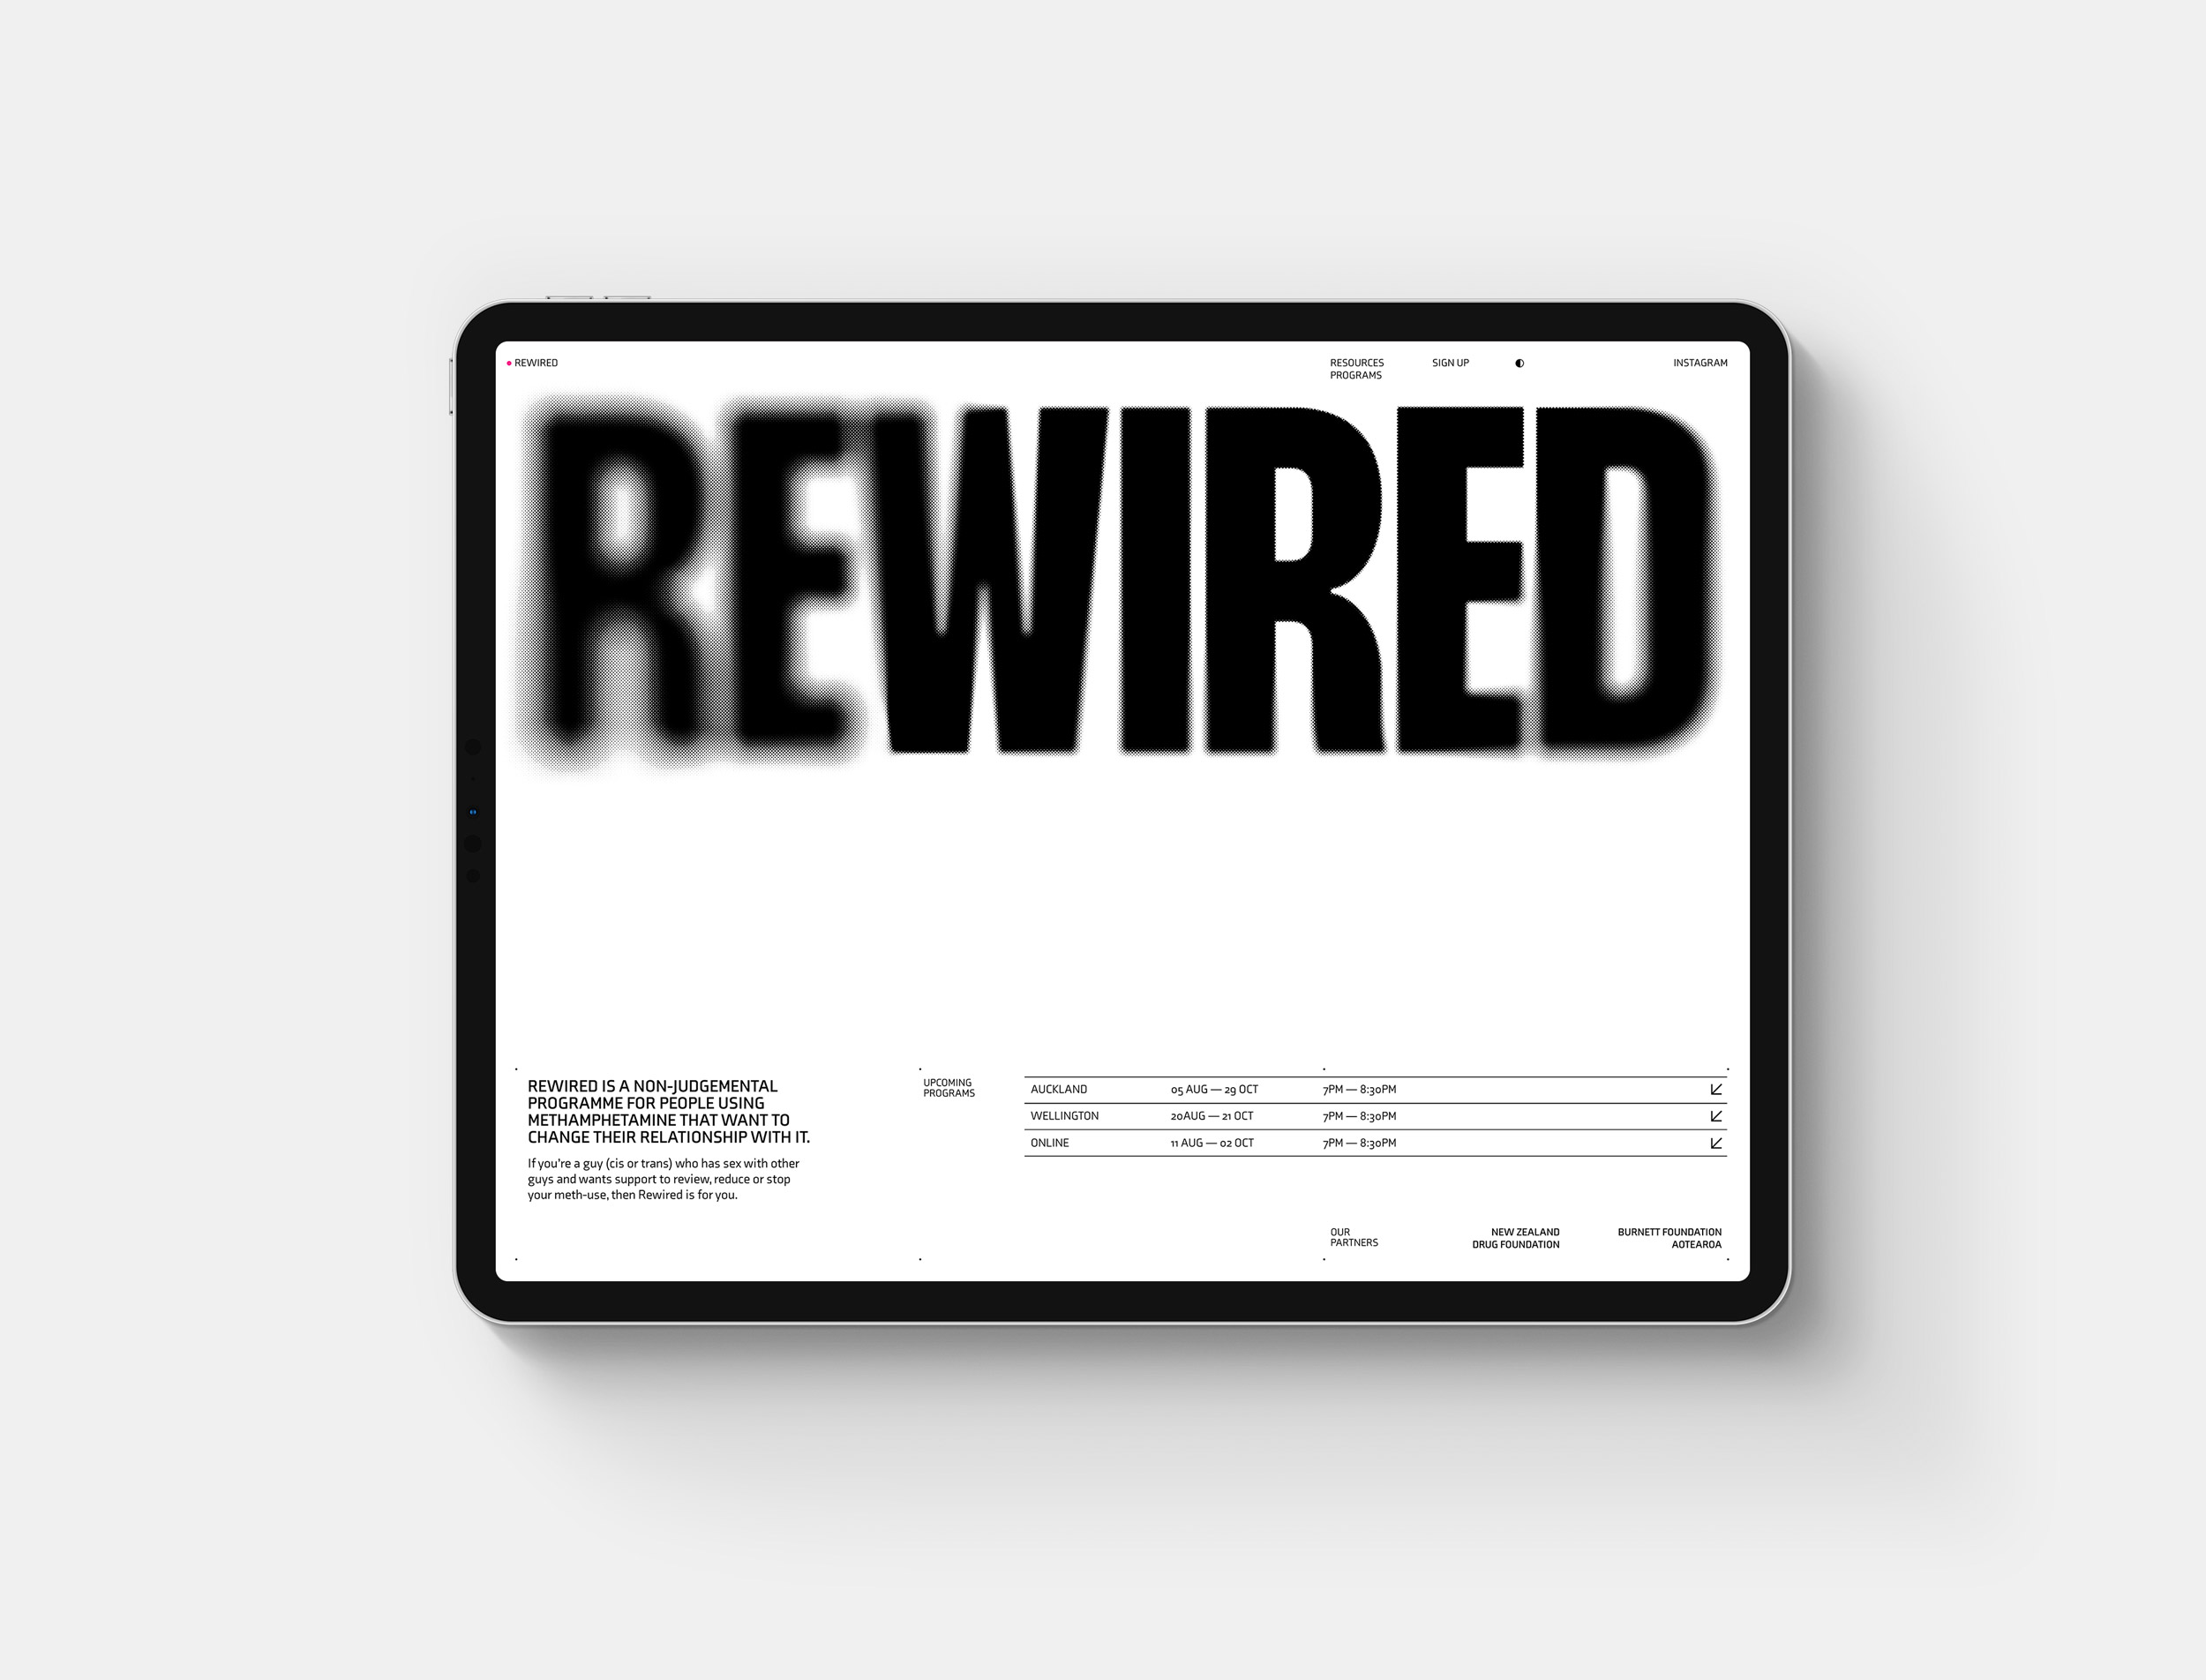 REWIRED
RESOURCES
PROGRAMS
SIGN UP
INSTAGRAM
REWIRED
REWIRED IS A NON-JUDGEMENTAL
PROGRAMME FOR PEOPLE USING
METHAMPHETAMINE THAT WANT TO
CHANGE THEIR RELATIONSHIP WITH IT.
If you're a guy (cis or trans) who has sex with other
guys and wants support to review, reduce or stop
your meth-use, then Rewired is for you.
UPCOMING
PROGRAMS
AUCKLAND 05 AUG — 29 OCT 7PM — 8:30PM
WELLINGTON 20AUG — 21 OCT 7PM — 8:30PM
ONLINE 11 AUG — 02 OCT 7PM — 8:30PM
OUR
PARTNERS
NEW ZEALAND
DRUG FOUNDATION
BURNETT FOUNDATION
AOTEAROA